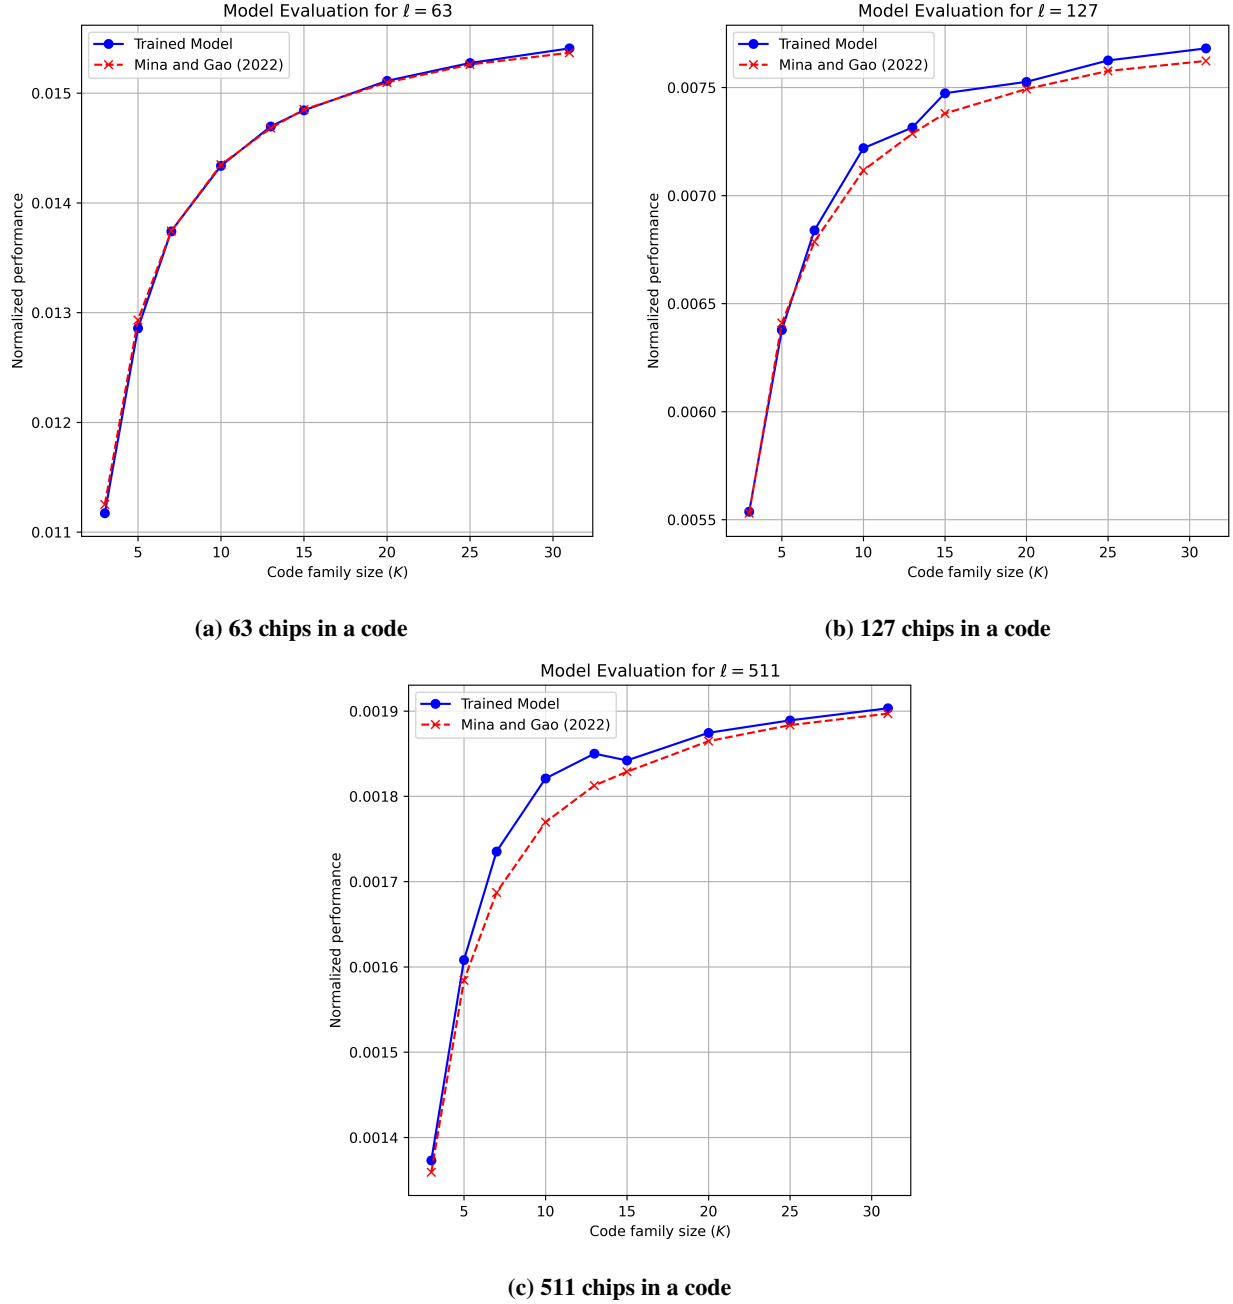 Model Evaluation for ℓ = 63
Trained Model
Mina and Gao (2022)
Normalized performance
0.015
0.014
0.013
0.012
0.011
5 10 15 20 25 30
Code family size (K)
(a) 63 chips in a code
Model Evaluation for ℓ = 127
Trained Model
Mina and Gao (2022)
Normalized performance
0.0075
0.0070
0.0065
0.0060
0.0055
5 10 15 20 25 30
Code family size (K)
(b) 127 chips in a code
Model Evaluation for ℓ = 511
Trained Model
Mina and Gao (2022)
Normalized performance
0.0019
0.0018
0.0017
0.0016
0.0015
0.0014
5 10 15 20 25 30
Code family size (K)
(c) 511 chips in a code